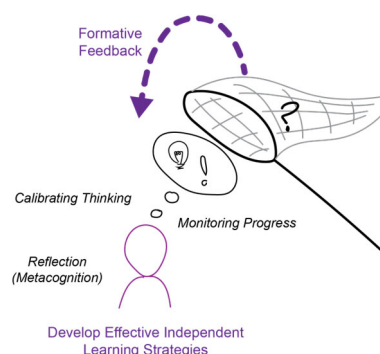 Formative
Feedback
?
!
Calibrating Thinking
Monitoring Progress
Reflection
(Metacognition)
Develop Effective Independent
Learning Strategies